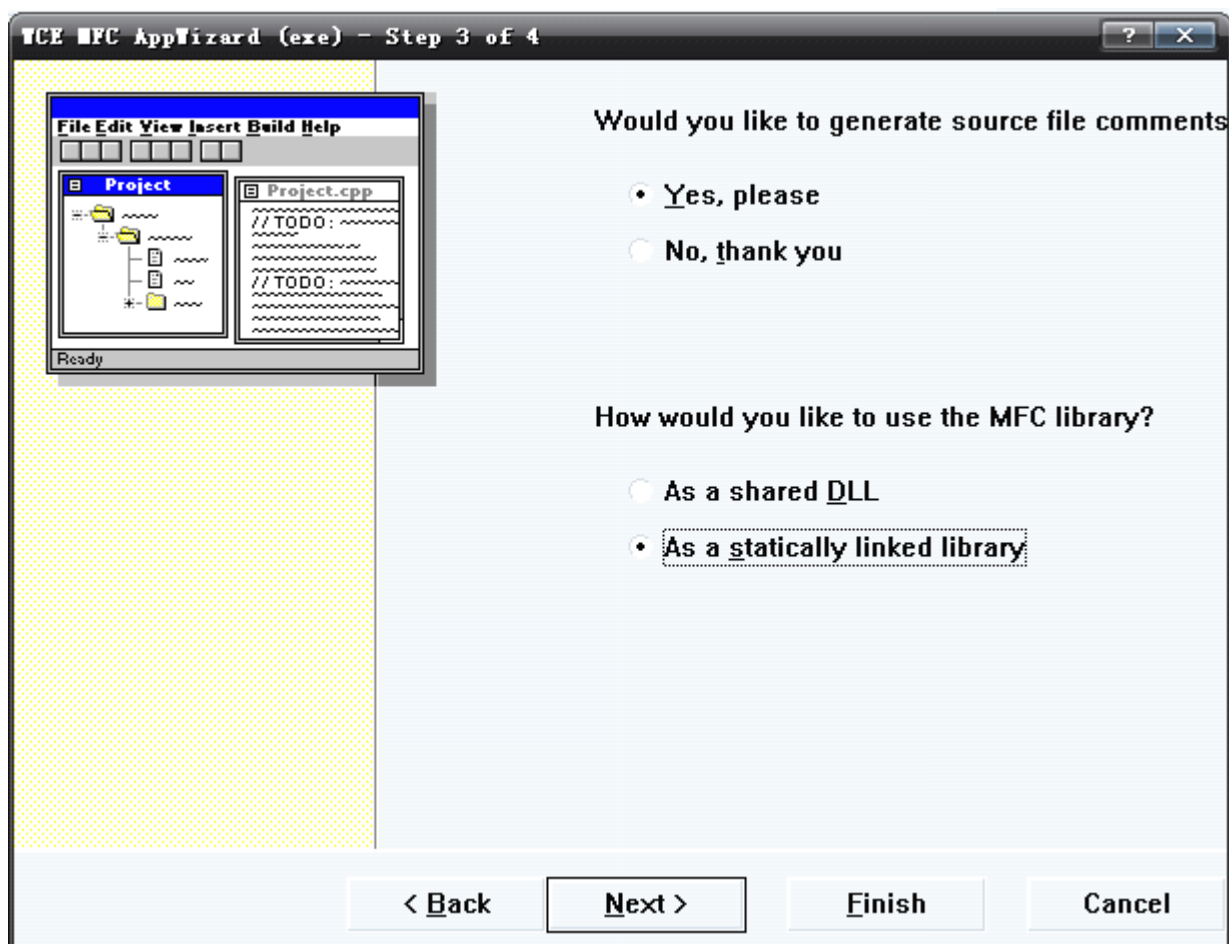 WCE MFC AppWizard (exe) - Step 3 of 4
? X
File Edit View Insert Build Help
Project
Project.cpp
//TODO:
//TODO:
Ready
Would you like to generate source file comments
Yes, please
No, thank you
How would you like to use the MFC library?
As a shared DLL
As a statically linked library
< Back
Next >
Finish
Cancel